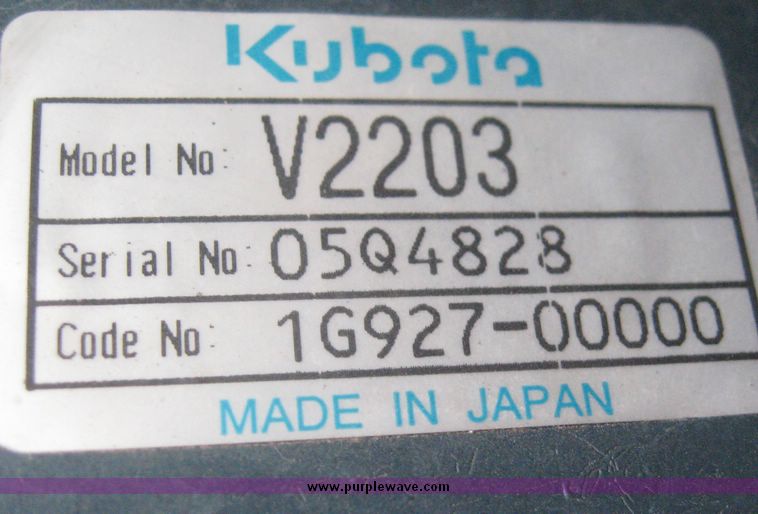 Kubota
Model No: V2203
Serial No: 05Q4828
Code No: 1G927-00000
MADE IN JAPAN
www.purplewave.com